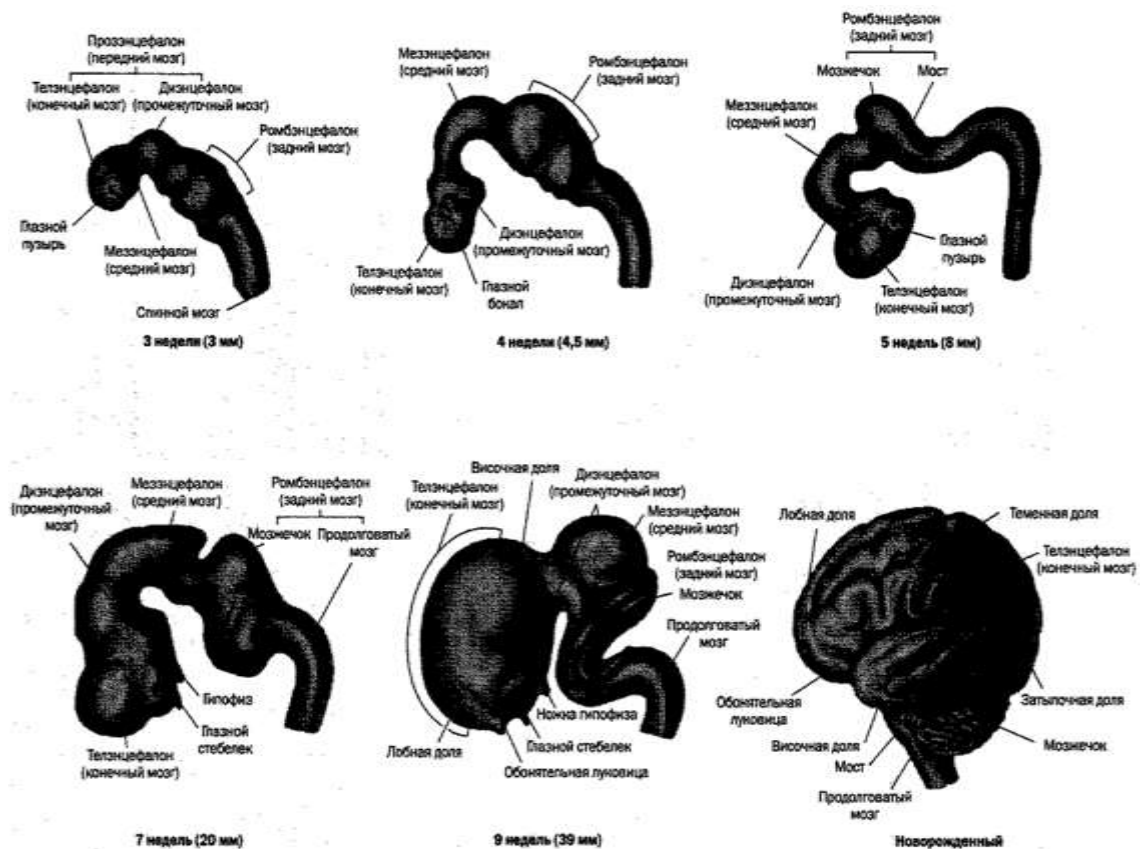 Прозэнцефалон
(передний мозг)
Телэнцефалон
(конечный мозг)
Диэнцефалон
(промежуточный мозг)
Ромбэнцефалон
(задний мозг)
Глазной
пузырь
Мезэнцефалон
(средний мозг)
Спинной мозг
3 недели (3 мм)
Мезэнцефалон
(средний мозг)
Ромбэнцефалон
(задний мозг)
Диэнцефалон
(промежуточный мозг)
Телэнцефалон
(конечный мозг)
Глазной
бокал
4 недели (4,5 мм)
Ромбэнцефалон
(задний мозг)
Мозжечок
Мост
Мезэнцефалон
(средний мозг)
Глазной
пузырь
Диэнцефалон
(промежуточный мозг)
Телэнцефалон
(конечный мозг)
5 недель (8 мм)
Диэнцефалон
(промежуточный
мозг)
Мезэнцефалон
(средний мозг)
Ромбэнцефалон
(задний мозг)
Мозжечок
Продолговатый
мозг
Гипофиз
Глазной
стебелек
Телэнцефалон
(конечный мозг)
7 недель (20 мм)
Височная доля
Телэнцефалон
(конечный мозг)
Диэнцефалон
(промежуточный мозг)
Мезэнцефалон
(средний мозг)
Ромбэнцефалон
(задний мозг)
Мозжечок
Продолговатый
мозг
Ножка гипофиза
Глазной стебелек
Лобная доля
Обонятельная луковица
9 недель (39 мм)
Лобная доля
Теменная доля
Телэнцефалон
(конечный мозг)
Обонятельная
луковица
Затылочная доля
Височная доля
Мозжечок
Мост
Продолговатый
мозг
Новорожденный